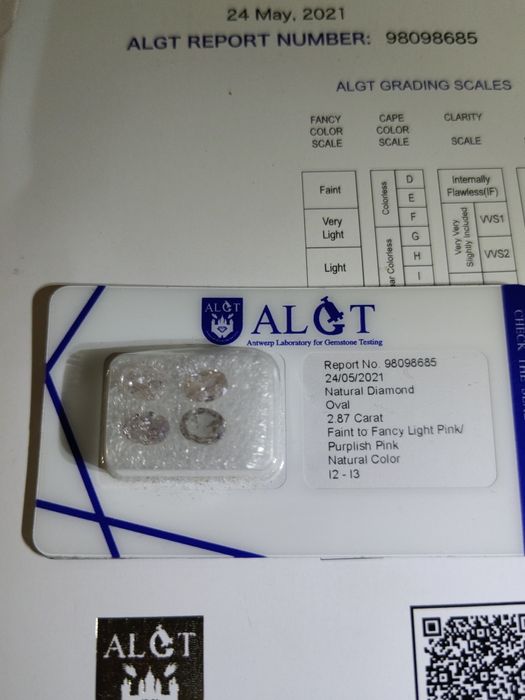 24 May, 2021
ALGT REPORT NUMBER: 98098685
ALGT GRADING SCALES
FANCY
COLOR
SCALE
CAPE
COLOR
SCALE
CLARITY
SCALE
Faint
Very
Light
Light
Colorless
D
E
F
G
H
I
Colorless
Internally
Flawless(IF)
Very Very
Slightly Included
VVS1
VVS2
ALGT
ALGT
Antwerp Laboratory for Gemstone Testing
Report No. 98098685
24/05/2021
Natural Diamond
Oval
2.87 Carat
Faint to Fancy Light Pink/
Purplish Pink
Natural Color
I2 - I3
CHECK
ALGT